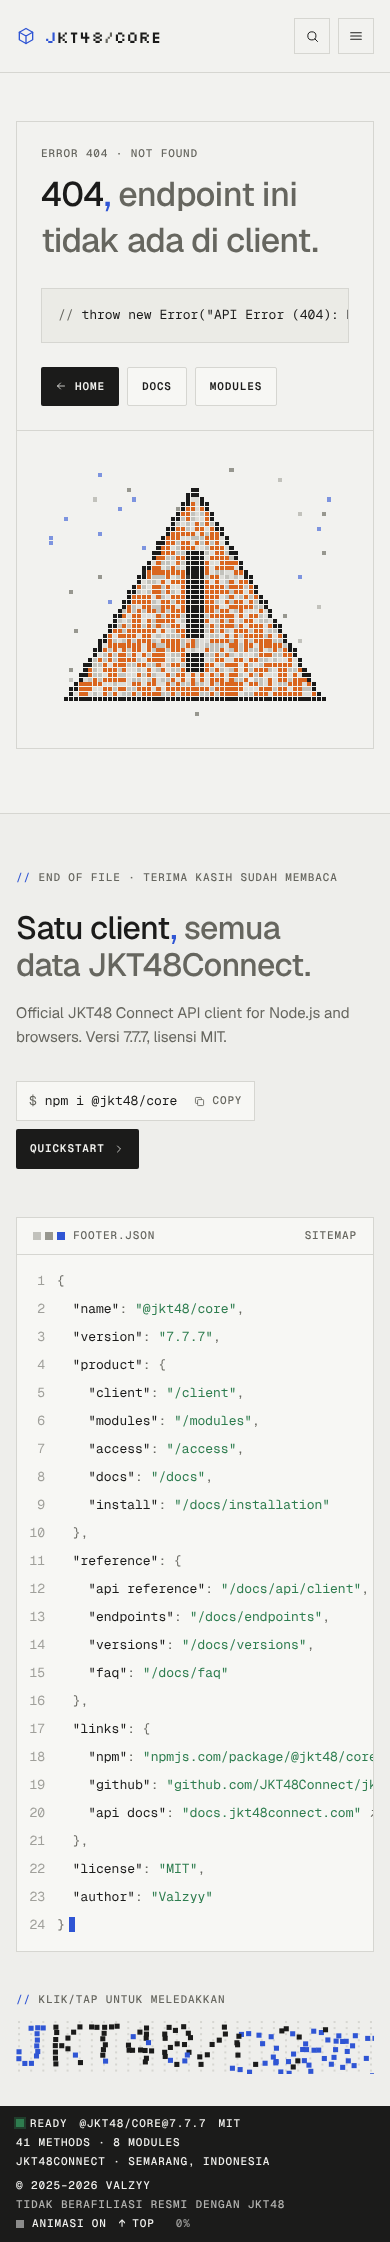 JKT48/CORE
ERROR 404 · NOT FOUND
404, endpoint ini
tidak ada di client.
// throw new Error("API Error (404):
← HOME
DOCS
MODULES
// END OF FILE · TERIMA KASIH SUDAH MEMBACA
Satu client, semua
data JKT48Connect.
Official JKT48 Connect API client for Node.js and
browsers. Versi 7.7.7, lisensi MIT.
$ npm i @jkt48/core COPY
QUICKSTART >
FOOTER.JSON SITEMAP
1 {
2 "name": "@jkt48/core",
3 "version": "7.7.7",
4 "product": {
5 "client": "/client",
6 "modules": "/modules",
7 "access": "/access",
8 "docs": "/docs",
9 "install": "/docs/installation"
10 },
11 "reference": {
12 "api reference": "/docs/api/client",
13 "endpoints": "/docs/endpoints",
14 "versions": "/docs/versions",
15 "faq": "/docs/faq"
16 },
17 "links": {
18 "npm": "npmjs.com/package/@jkt48/core
19 "github": "github.com/JKT48Connect/jk
20 "api docs": "docs.jkt48connect.com"
21 },
22 "license": "MIT",
23 "author": "Valzyy"
24 }
// KLIK/TAP UNTUK MELEDAKKAN
JKT48/CORE
READY @JKT48/CORE@7.7.7 MIT
41 METHODS · 8 MODULES
JKT48CONNECT · SEMARANG, INDONESIA
© 2025-2026 VALZYY
TIDAK BERAFILIASI RESMI DENGAN JKT48
ANIMASI ON ↑ TOP 0%